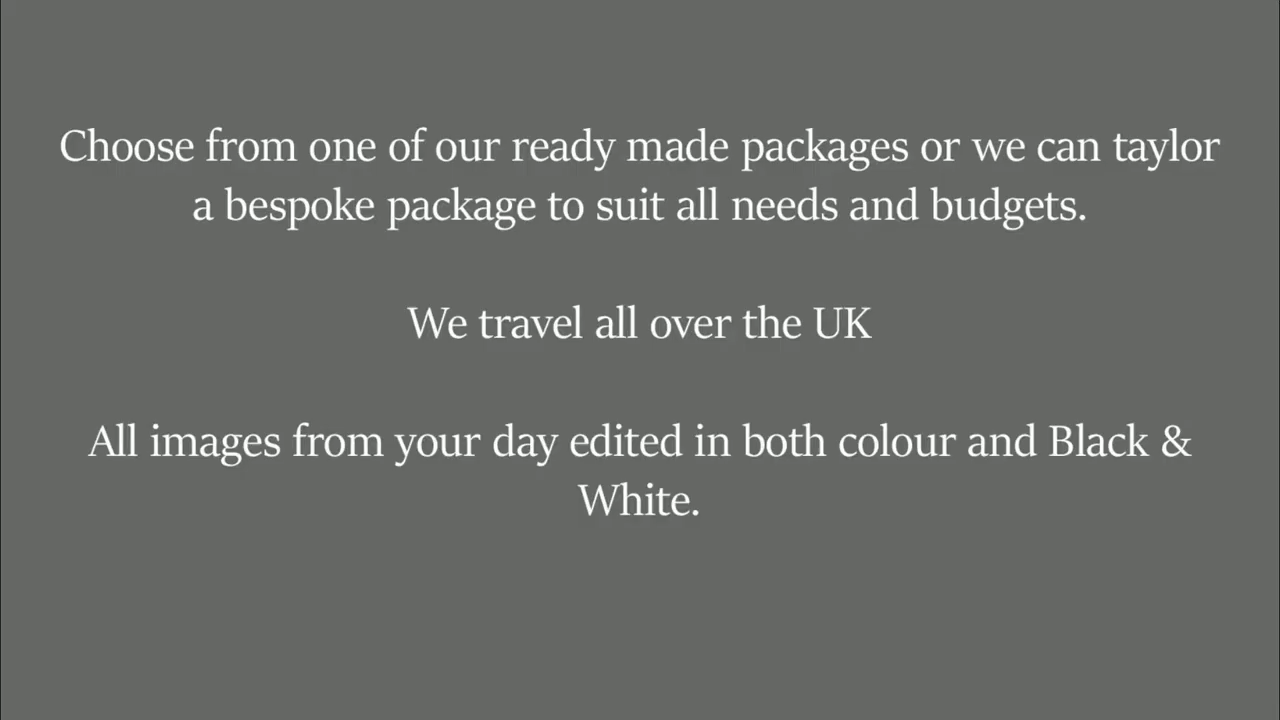 Choose from one of our ready made packages or we can taylor
a bespoke package to suit all needs and budgets.
We travel all over the UK
All images from your day edited in both colour and Black &
White.